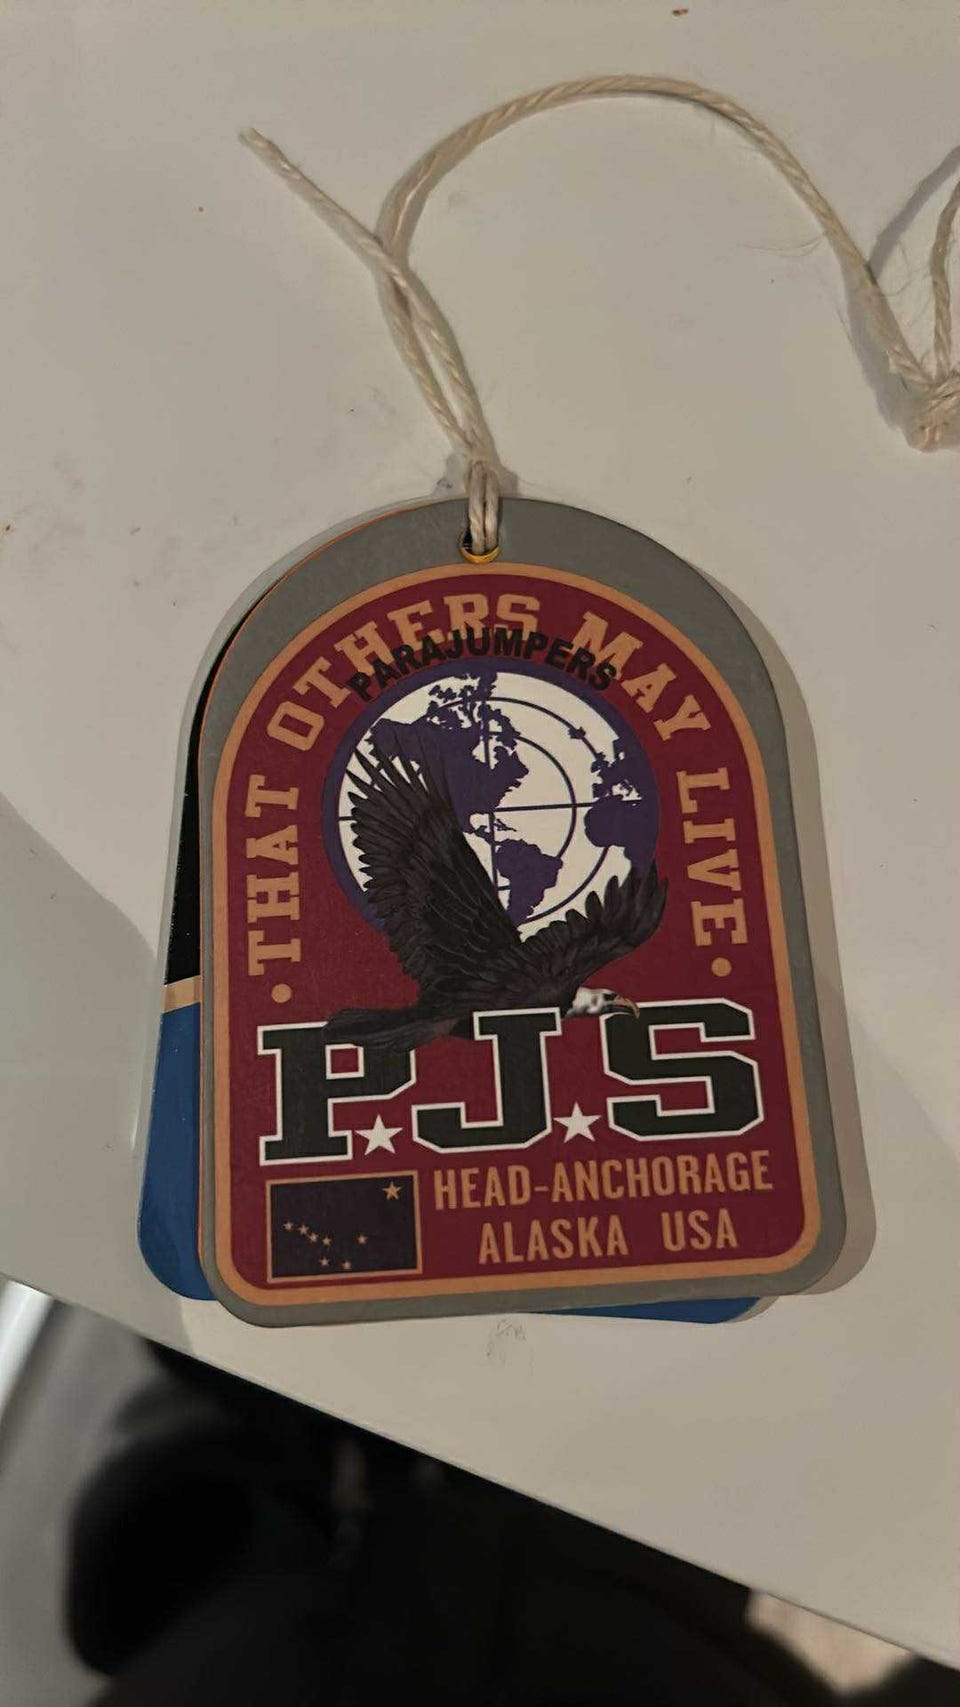 ·THAT OTHERS MAY LIVE·
PARAJUMPERS
P.J.S
HEAD-ANCHORAGE
ALASKA USA